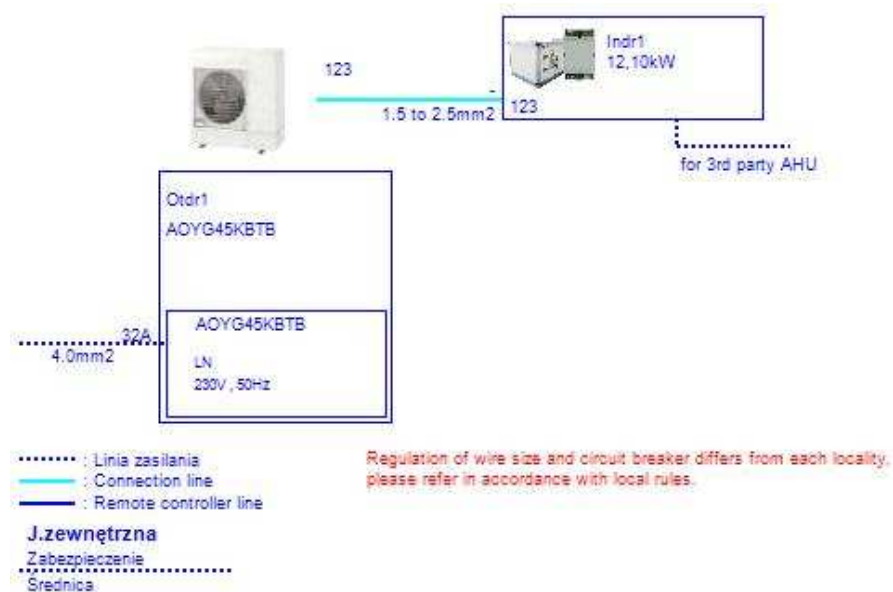 Indr1
12,10kW
123
-
1.5 to 2.5mm2
123
for 3rd party AHU
Otdr1
AOYG45KBTB
32A
4.0mm2
AOYG45KBTB
LN
230V , 50Hz
: Linia zasilania
: Connection line
: Remote controller line
Regulation of wire size and circuit breaker differs from each locality,
please refer in accordance with local rules.
J.zewnętrzna
Zabezpieczenie
Średnica